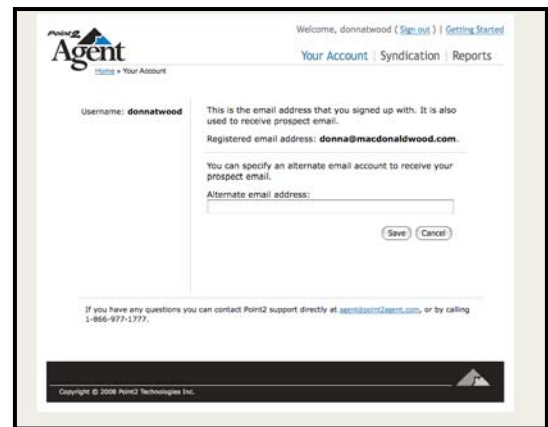 Welcome, donnatwood ( Sign out ) | Getting Started
Point2
Agent
Your Account | Syndication | Reports
Home » Your Account
Username: donnatwood
This is the email address that you signed up with. It is also
used to receive prospect email.
Registered email address: donna@macdonaldwood.com.
You can specify an alternate email account to receive your
prospect email.
Alternate email address:
Save Cancel
If you have any questions you can contact Point2 support directly at agent@point2agent.com, or by calling
1-866-977-1777.
Copyright © 2008 Point2 Technologies Inc.